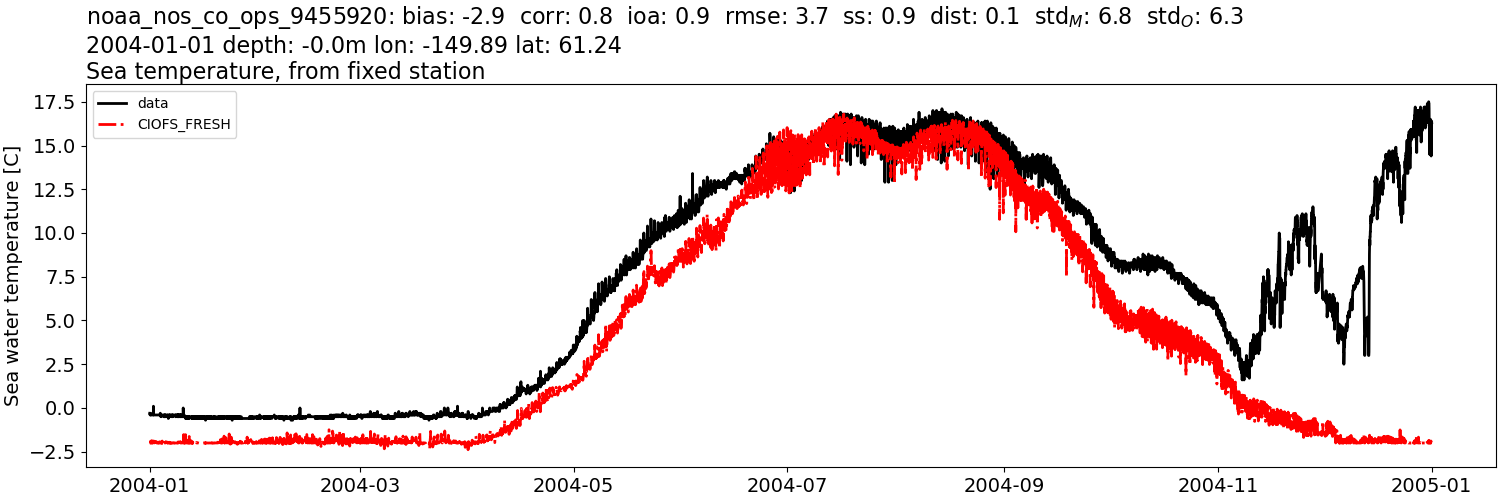 noaa_nos_co_ops_9455920: bias: -2.9 corr: 0.8 ioa: 0.9 rmse: 3.7 ss: 0.9 dist: 0.1 std_M: 6.8 std_O: 6.3
2004-01-01 depth: -0.0m lon: -149.89 lat: 61.24
Sea temperature, from fixed station
data
CIOFS_FRESH
Sea water temperature [C]
17.5
15.0
12.5
10.0
7.5
5.0
2.5
0.0
−2.5
2004-01 2004-03 2004-05 2004-07 2004-09 2004-11 2005-01